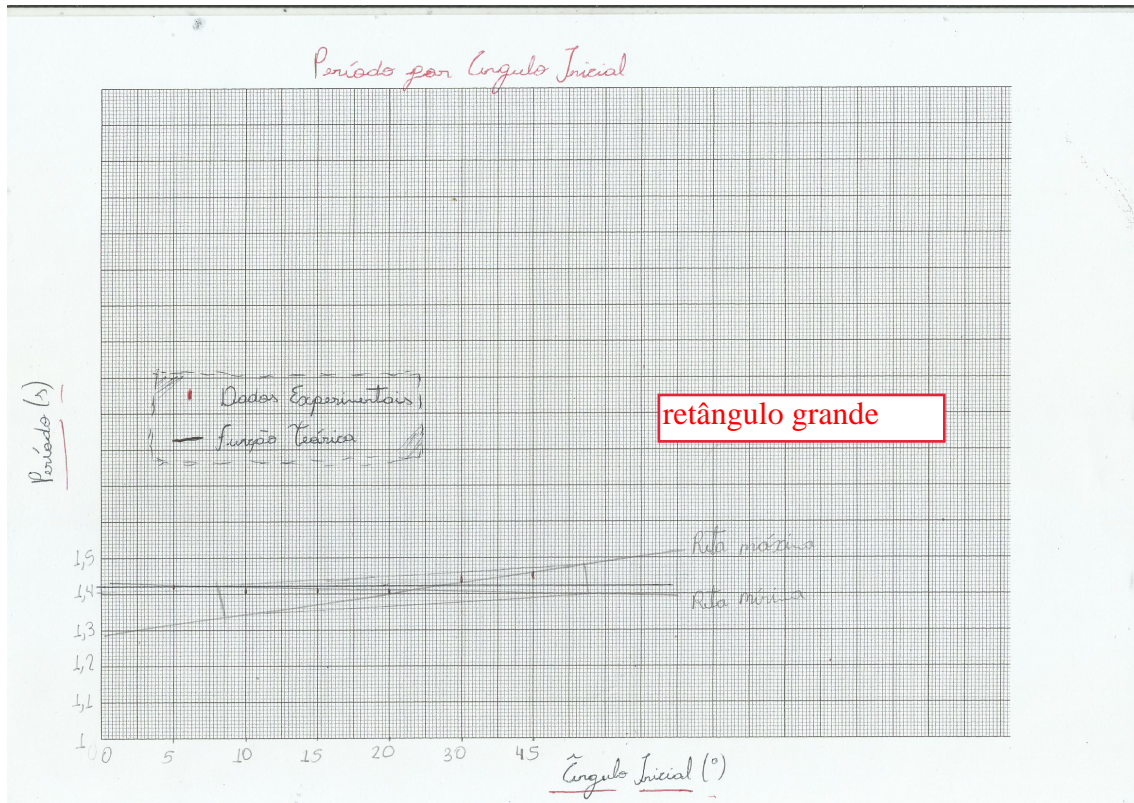 Período por Ângulo Inicial
Dados Experimentais
Função Teórica
retângulo grande
Período (s)
Reta máxima
Reta mínima
1,5
1,4
1,3
1,2
1,1
1
0 5 10 15 20 30 45
Ângulo Inicial (°)